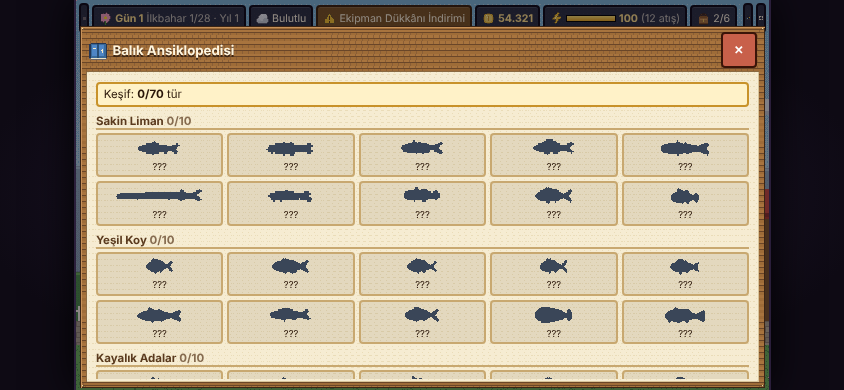 Gün 1 İlkbahar 1/28 · Yıl 1 Bulutlu Ekipman Dükkânı İndirimi 54.321 100 (12 atış) 2/6
Balık Ansiklopedisi ×
Keşif: 0/70 tür
Sakin Liman 0/10
??? ??? ??? ??? ???
??? ??? ??? ??? ???
Yeşil Koy 0/10
??? ??? ??? ??? ???
??? ??? ??? ??? ???
Kayalık Adalar 0/10